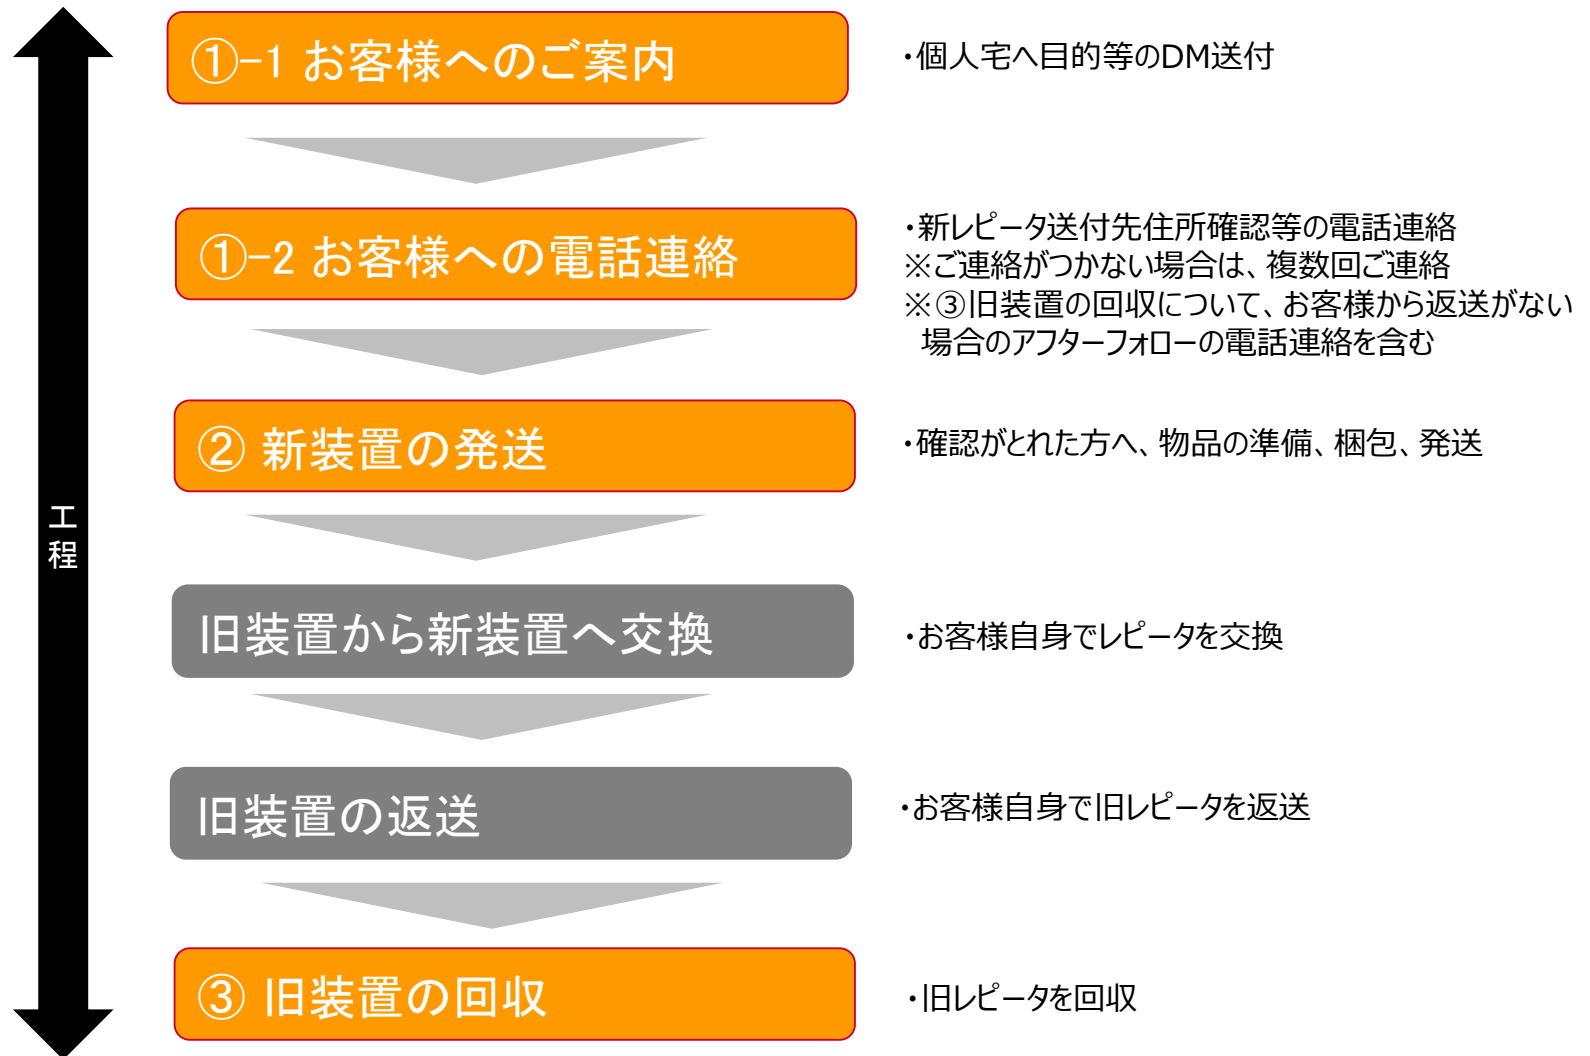 ①-1 お客様へのご案内
・個人宅へ目的等のDM送付
①-2 お客様への電話連絡
・新レピータ送付先住所確認等の電話連絡
※ご連絡がつかない場合は、複数回ご連絡
※③旧装置の回収について、お客様から返送がない
場合のアフターフォローの電話連絡を含む
② 新装置の発送
・確認がとれた方へ、物品の準備、梱包、発送
工程
旧装置から新装置へ交換
・お客様自身でレピータを交換
旧装置の返送
・お客様自身で旧レピータを返送
③ 旧装置の回収
・旧レピータを回収